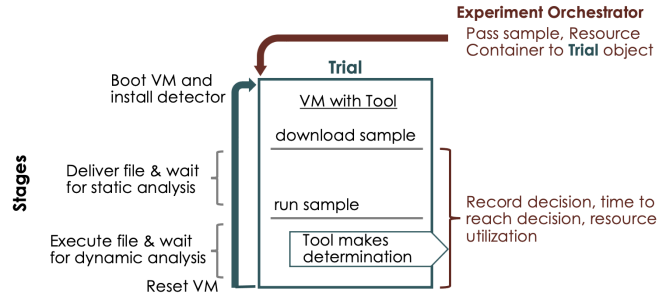 Experiment Orchestrator
Pass sample, Resource
Container to Trial object
Trial
Boot VM and
install detector
VM with Tool
download sample
Stages
Deliver file & wait
for static analysis
run sample
Record decision, time to
reach decision, resource
utilization
Execute file & wait
for dynamic analysis
Tool makes
determination
Reset VM